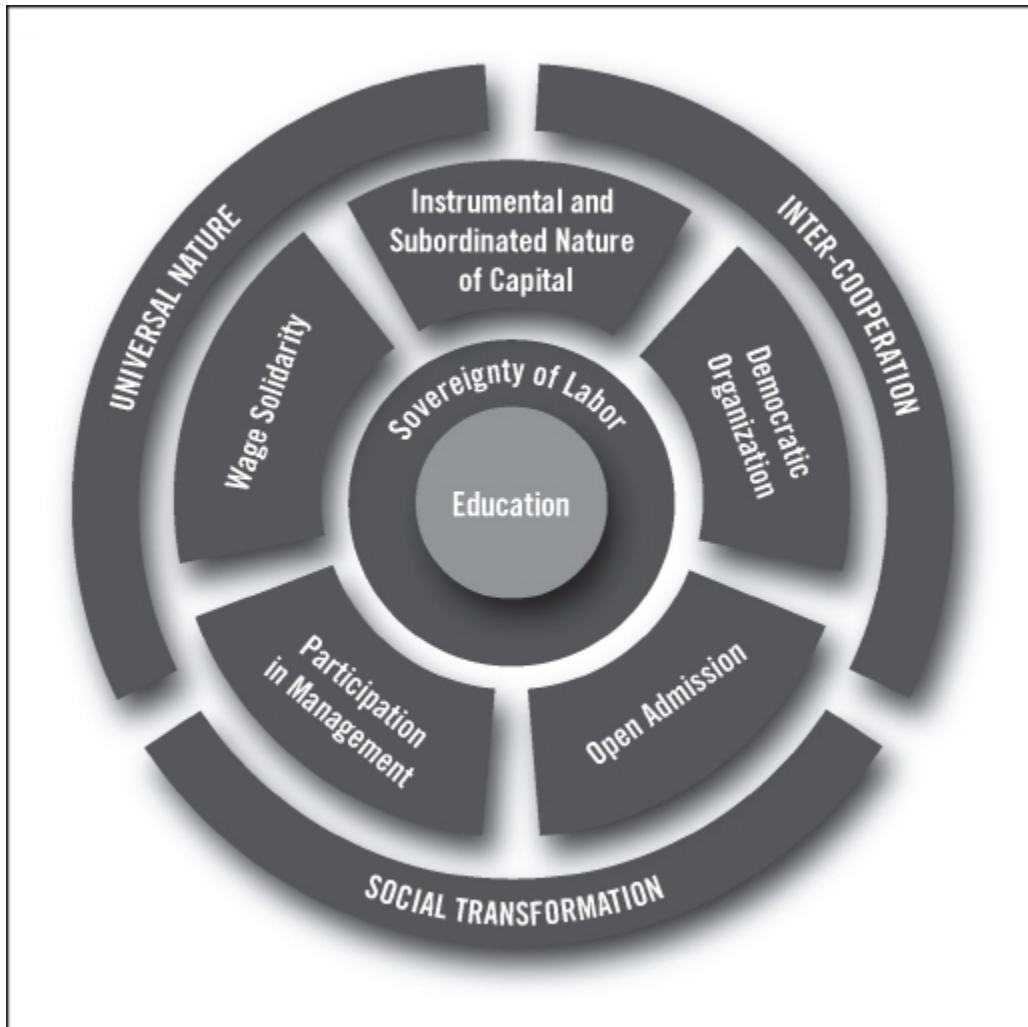 UNIVERSAL NATURE
INTER-COOPERATION
Instrumental and
Subordinated Nature
of Capital
Wage Solidarity
Sovereignty of Labor
Democratic
Organization
Education
Participation
in Management
Open Admission
SOCIAL TRANSFORMATION